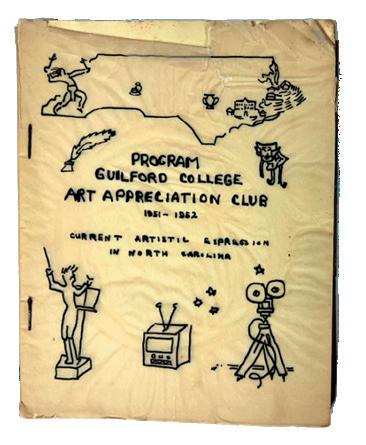 PROGRAM
GUILFORD COLLEGE
ART APPRECIATION CLUB
1951-1952
CURRENT ARTISTIC EXPRESSION
IN NORTH CAROLINA